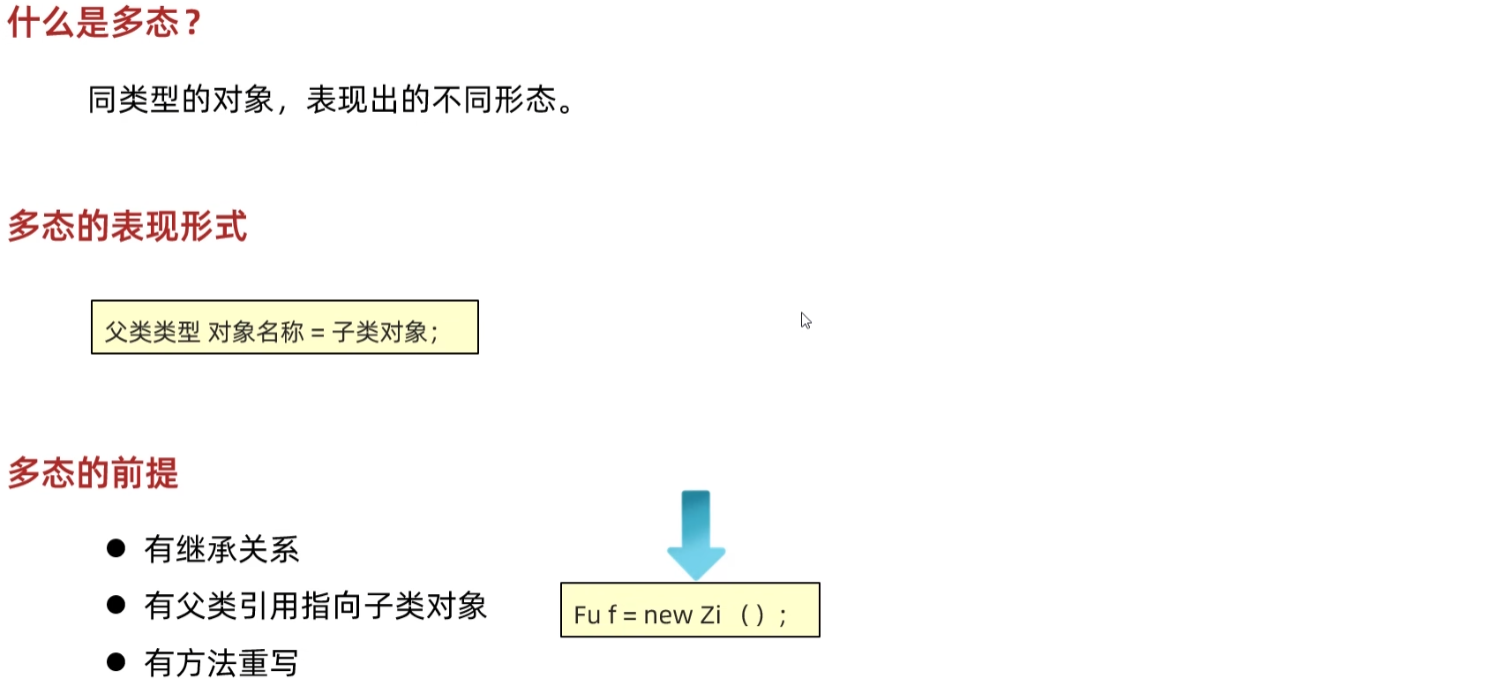 什么是多态？
同类型的对象，表现出的不同形态。
多态的表现形式
父类类型 对象名称 = 子类对象；
多态的前提
● 有继承关系
● 有父类引用指向子类对象
Fu f = new Zi （）；
● 有方法重写